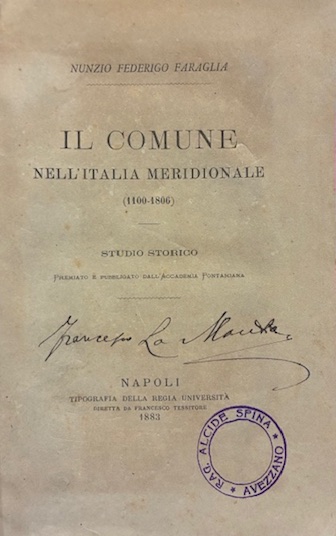 NUNZIO FEDERIGO FARAGLIA
IL COMUNE
NELL'ITALIA MERIDIONALE
(1100-1806)
STUDIO STORICO
PREMIATO E PUBBLICATO DALL'ACCADEMIA PONTANIANA
Francesco La
NAPOLI
TIPOGRAFIA DELLA REGIA UNIVERSITÀ
DIRETTA DA FRANCESCO TESSITORE
1883
RAG. ALCIDE SPINA
* AVEZZANO *